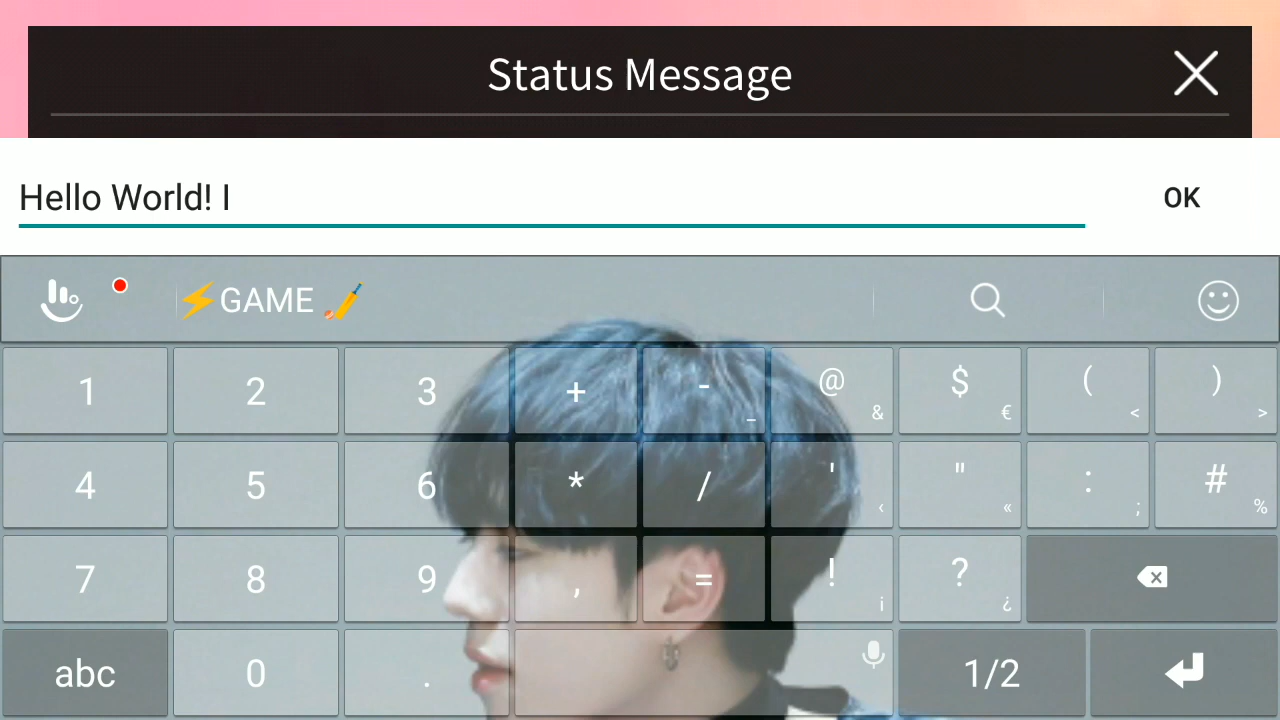 Status Message
Hello World! I
OK
⚡GAME 🏏
1 2 3 + - _ @ & $ € ( < ) >
4 5 6 * / ' ‹ " « : ; # %
7 8 9 , = ! ¡ ? ¿
abc 0 . 1/2